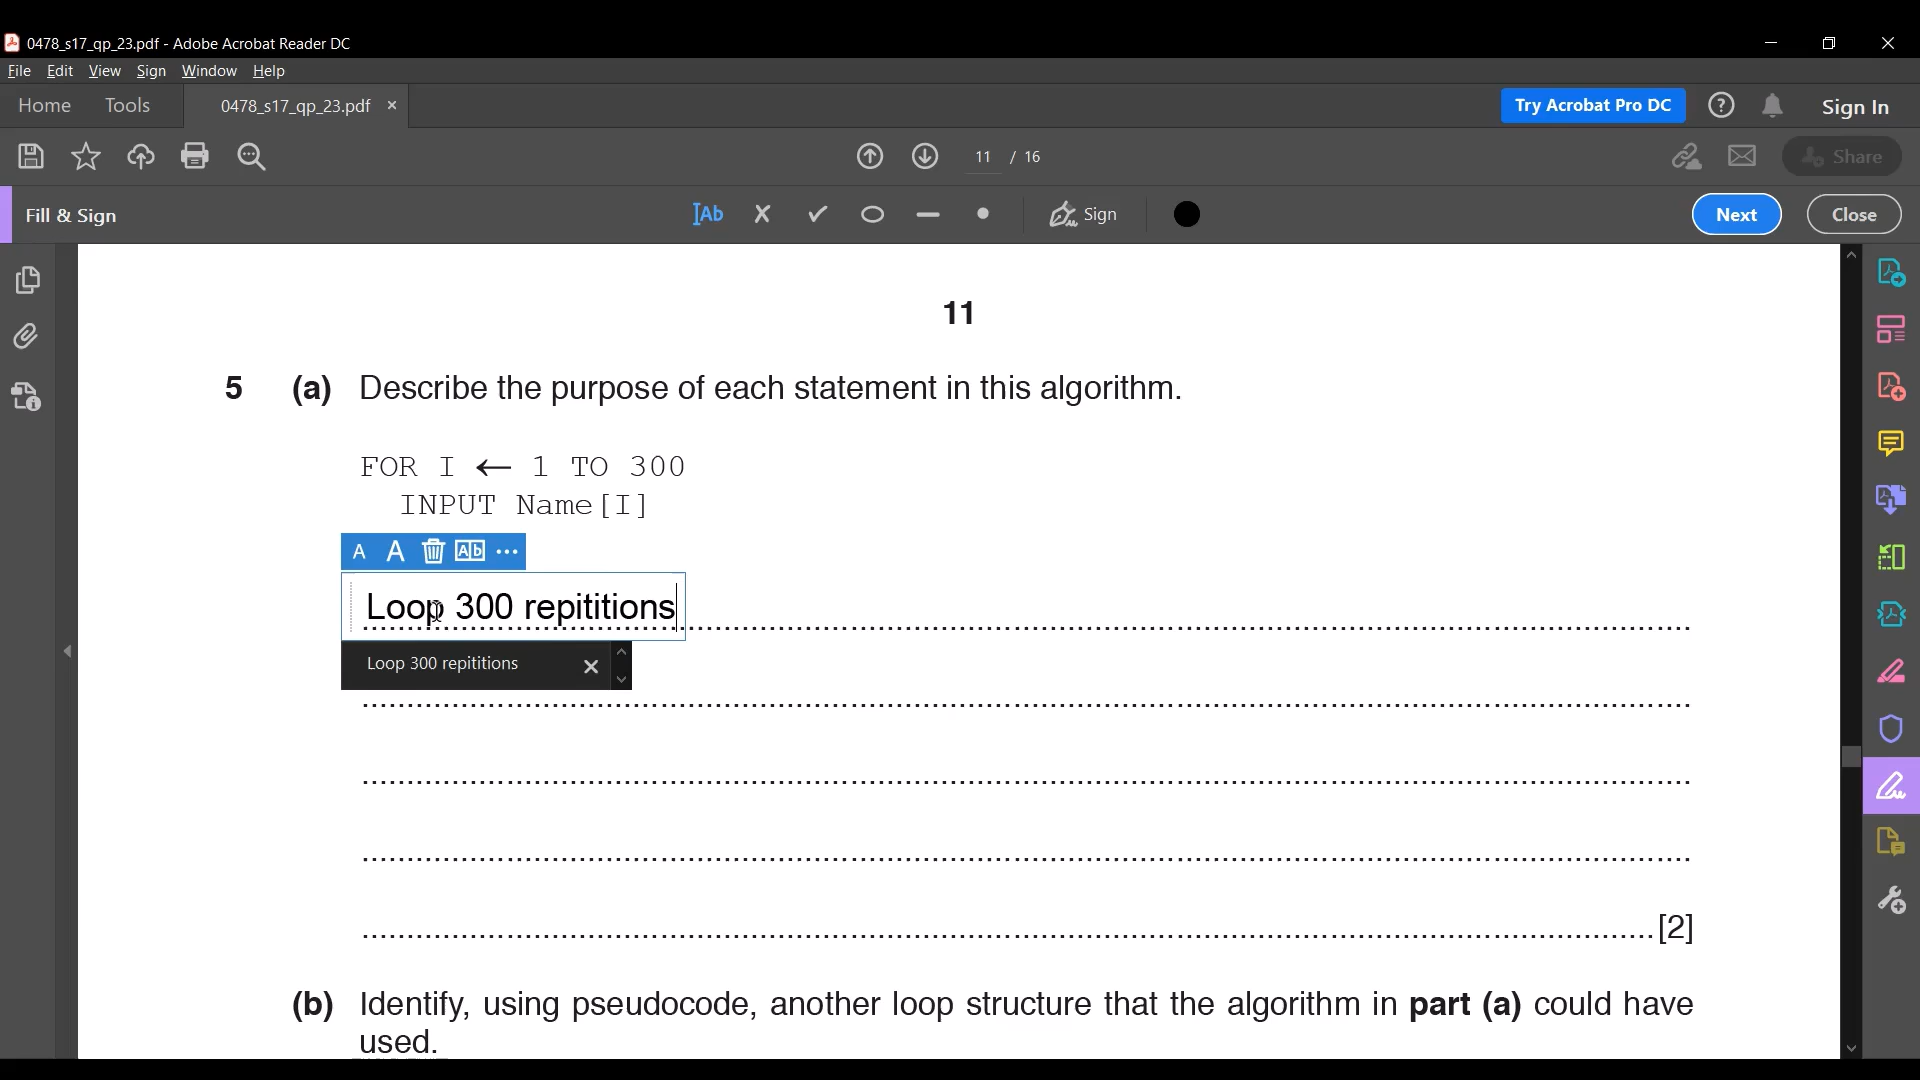 0478_s17_qp_23.pdf - Adobe Acrobat Reader DC
File Edit View Sign Window Help
Home Tools 0478_s17_qp_23.pdf × Try Acrobat Pro DC ? Sign In
11 / 16 Share
Fill & Sign Ab Sign Next Close
11
5 (a) Describe the purpose of each statement in this algorithm.
FOR I ← 1 TO 300
INPUT Name[I]
A A Ab ...
Loop 300 repititions
Loop 300 repititions
[2]
(b) Identify, using pseudocode, another loop structure that the algorithm in part (a) could have
used.